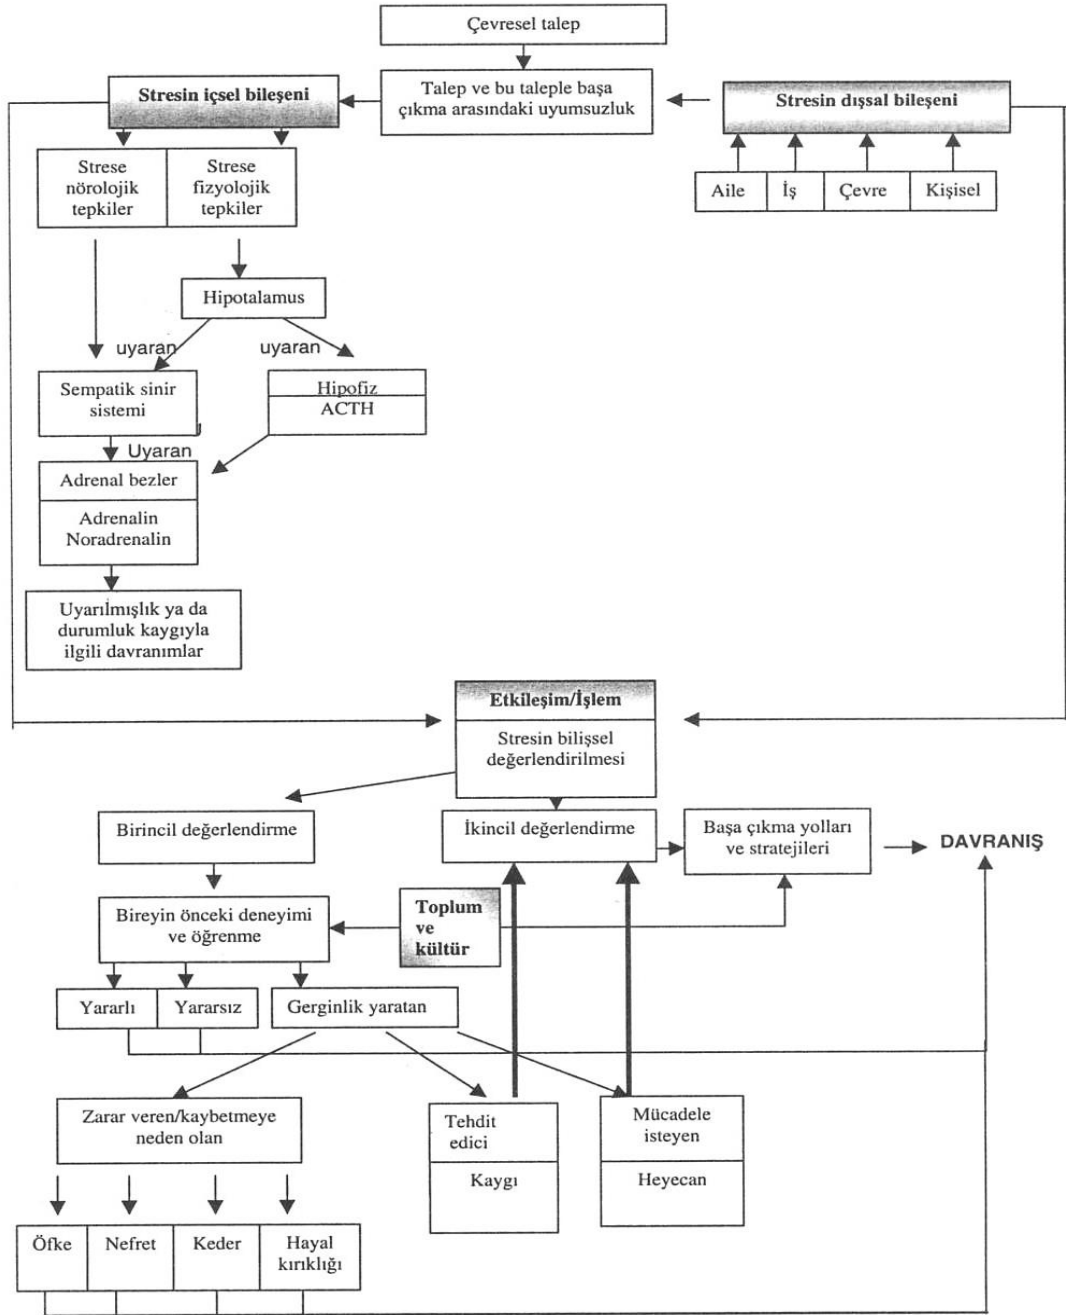 Çevresel talep
Stresin içsel bileşeni
Talep ve bu taleple başa
çıkma arasındaki uyumsuzluk
Stresin dışsal bileşeni
Strese
nörolojik
tepkiler
Strese
fizyolojik
tepkiler
Aile
İş
Çevre
Kişisel
Hipotalamus
uyaran
uyaran
Sempatik sinir
sistemi
Hipofiz
ACTH
Uyaran
Adrenal bezler
Adrenalin
Noradrenalin
Uyarılmışlık ya da
durumluk kaygıyla
ilgili davranımlar
Etkileşim/İşlem
Stresin bilişsel
değerlendirilmesi
Birincil değerlendirme
İkincil değerlendirme
Başa çıkma yolları
ve stratejileri
DAVRANIŞ
Bireyin önceki deneyimi
ve öğrenme
Toplum
ve
kültür
Yararlı
Yararsız
Gerginlik yaratan
Zarar veren/kaybetmeye
neden olan
Tehdit
edici
Kaygı
Mücadele
isteyen
Heyecan
Öfke
Nefret
Keder
Hayal
kırıklığı